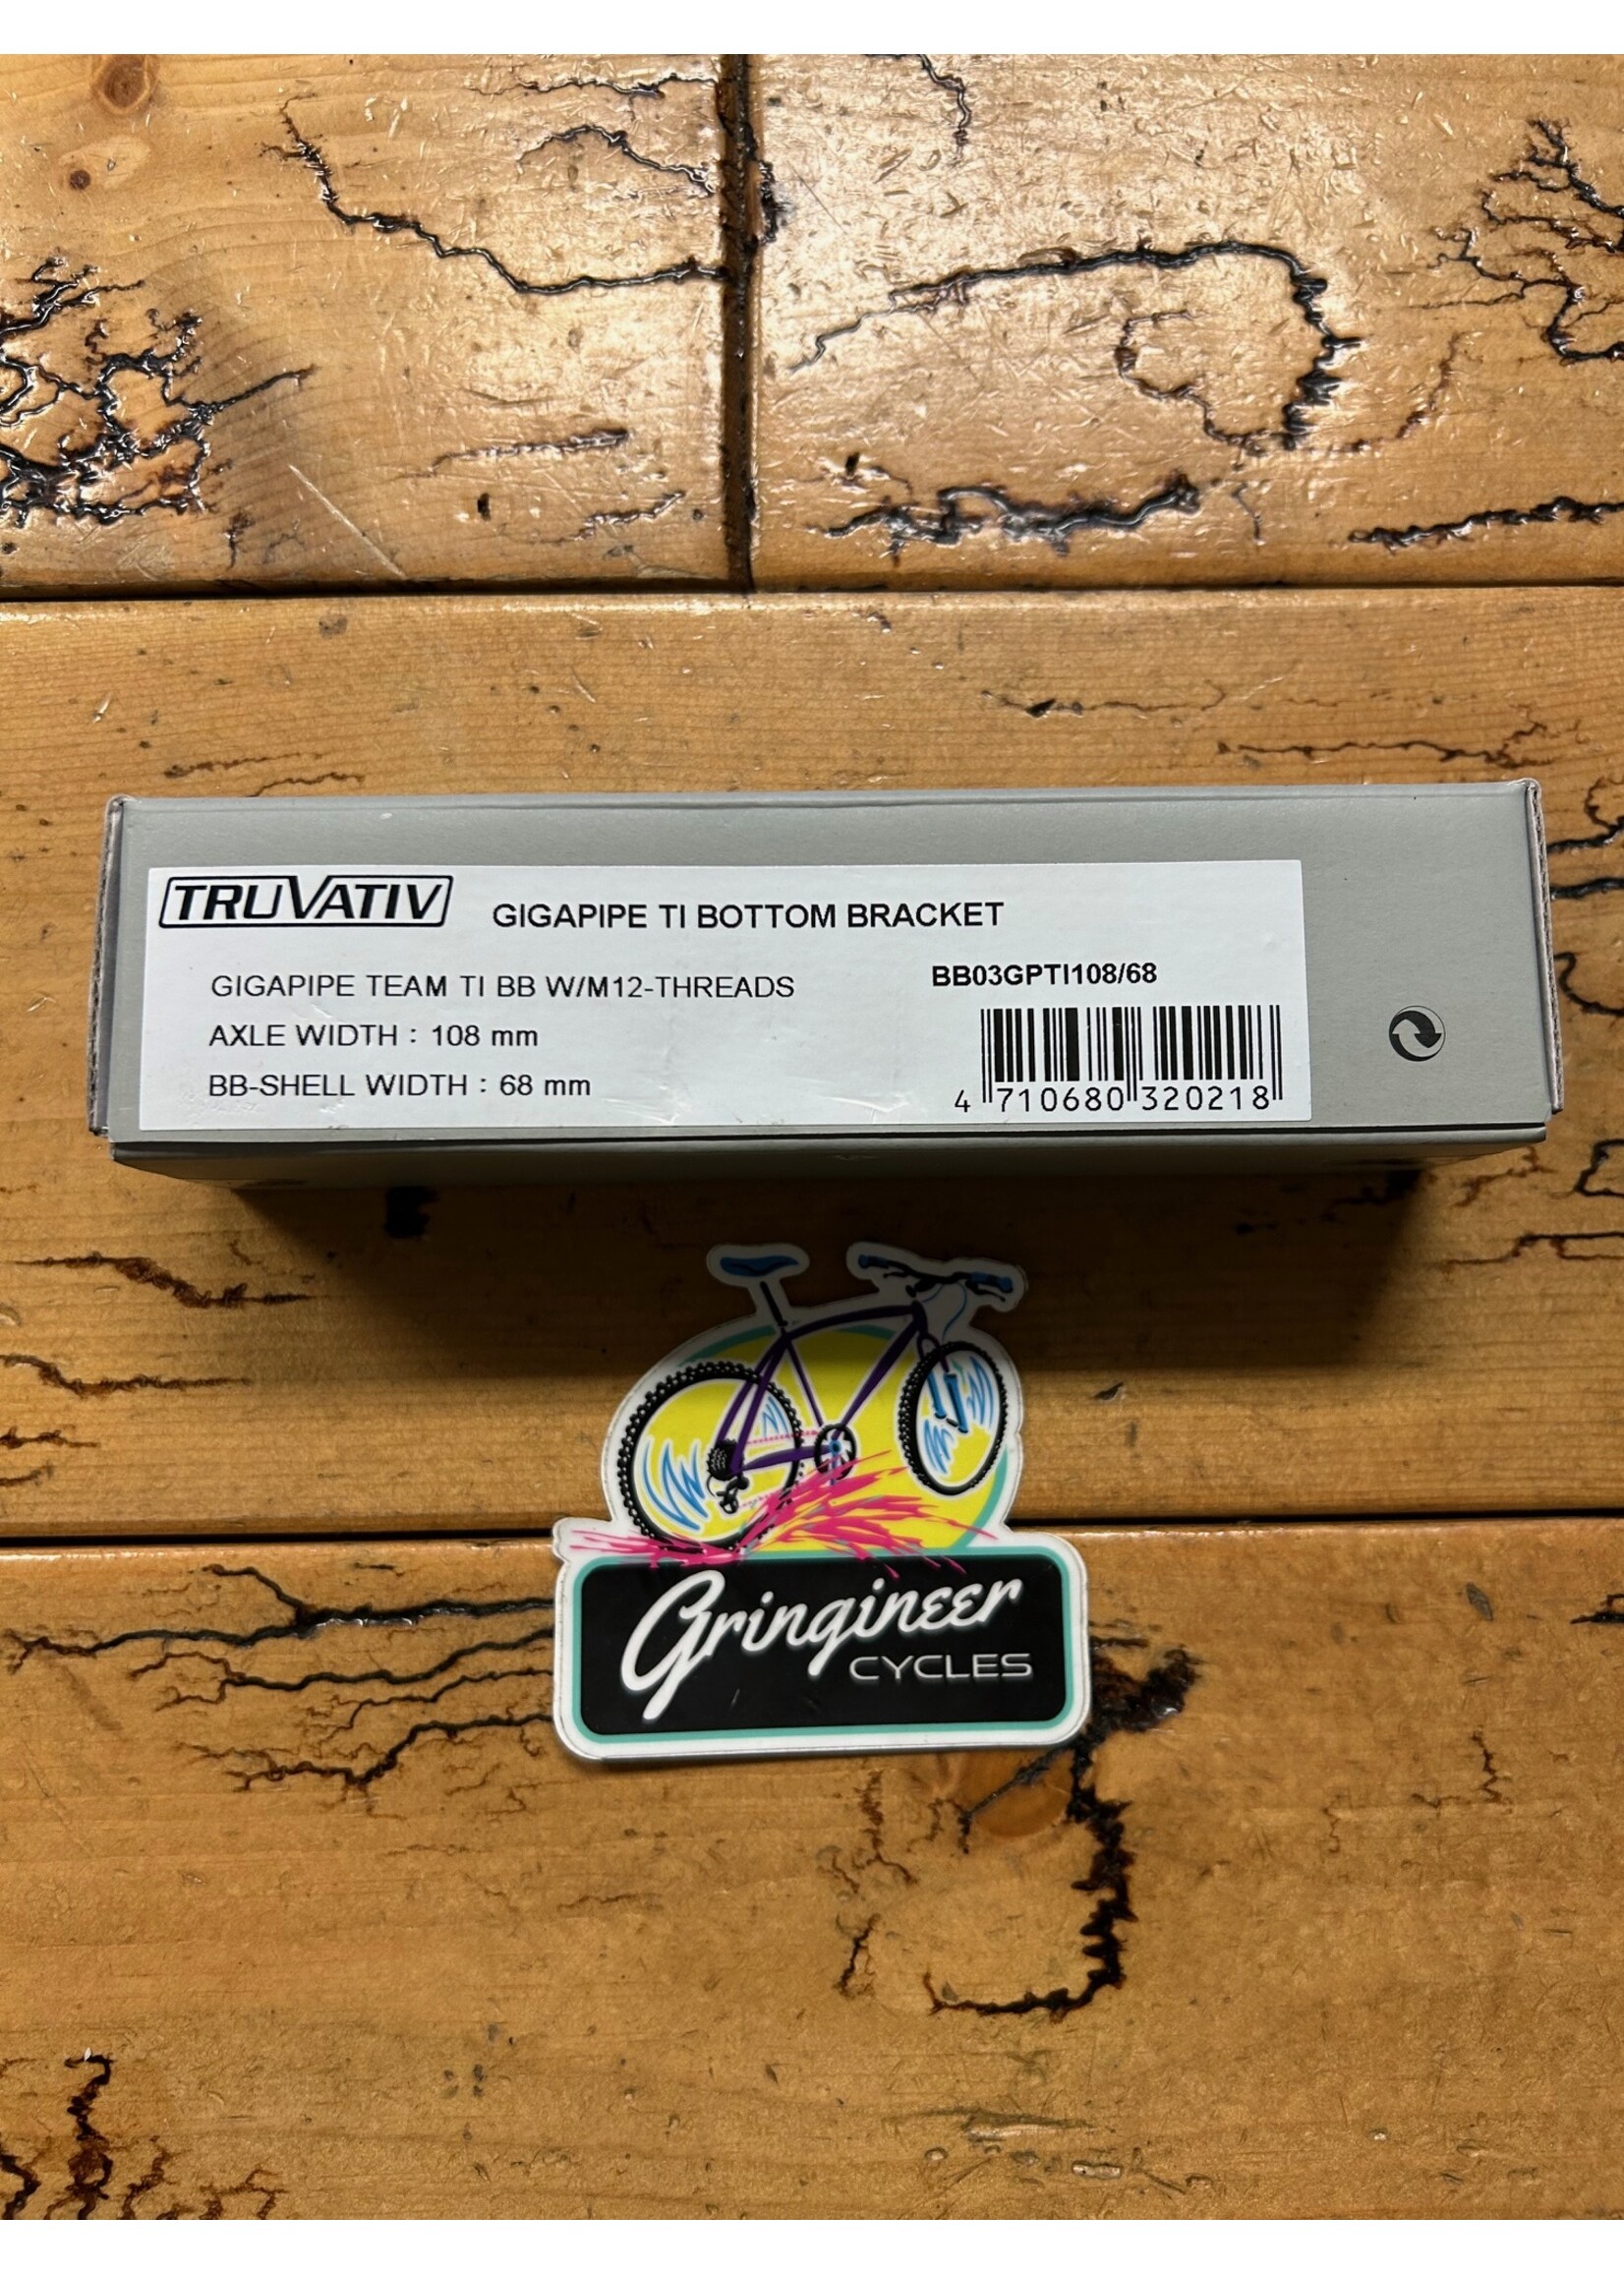 TRUVATIV GIGAPIPE TI BOTTOM BRACKET
GIGAPIPE TEAM TI BB W/M12-THREADS BB03GPTI108/68
AXLE WIDTH : 108 mm
BB-SHELL WIDTH : 68 mm
4 710680 320218
Gringineer
CYCLES